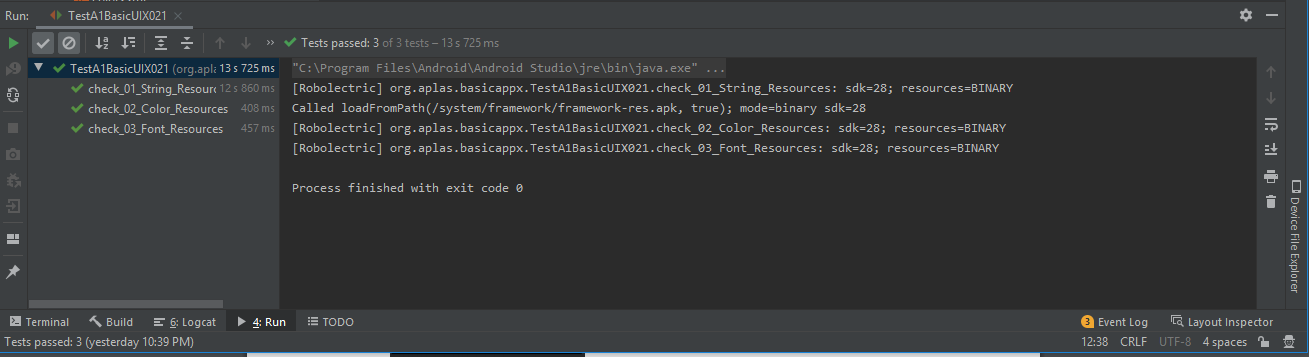 Run: TestA1BasicUIX021
Tests passed: 3 of 3 tests – 13 s 725 ms
TestA1BasicUIX021 (org.apla 13 s 725 ms
check_01_String_Resourc 12 s 860 ms
check_02_Color_Resources 408 ms
check_03_Font_Resources 457 ms
"C:\Program Files\Android\Android Studio\jre\bin\java.exe" ...
[Robolectric] org.aplas.basicappx.TestA1BasicUIX021.check_01_String_Resources: sdk=28; resources=BINARY
Called loadFromPath(/system/framework/framework-res.apk, true); mode=binary sdk=28
[Robolectric] org.aplas.basicappx.TestA1BasicUIX021.check_02_Color_Resources: sdk=28; resources=BINARY
[Robolectric] org.aplas.basicappx.TestA1BasicUIX021.check_03_Font_Resources: sdk=28; resources=BINARY
Process finished with exit code 0
Device File Explorer
Terminal Build 6: Logcat 4: Run TODO 3 Event Log Layout Inspector
Tests passed: 3 (yesterday 10:39 PM) 12:38 CRLF UTF-8 4 spaces